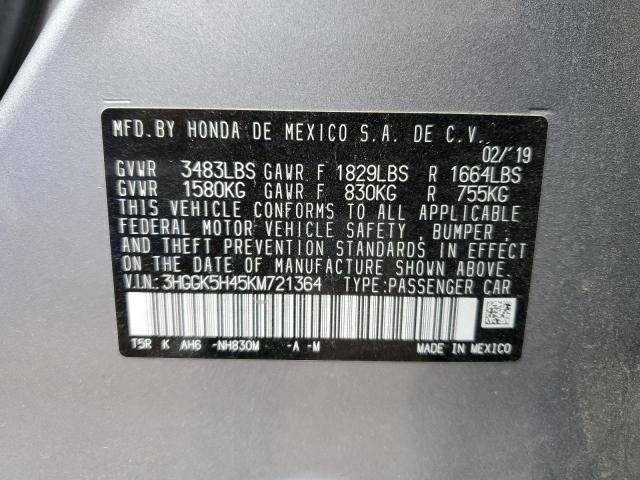 MFD. BY HONDA DE MEXICO S.A. DE C.V.
02/'19
GVWR 3483LBS GAWR F 1829LBS R 1664LBS
GVWR 1580KG GAWR F 830KG R 755KG
THIS VEHICLE CONFORMS TO ALL APPLICABLE
FEDERAL MOTOR VEHICLE SAFETY, BUMPER,
AND THEFT PREVENTION STANDARDS IN EFFECT
ON THE DATE OF MANUFACTURE SHOWN ABOVE.
V.I.N.: 3HGGK5H45KM721364 TYPE:PASSENGER CAR
T5R K AH6 -NH830M -A -M MADE IN MEXICO